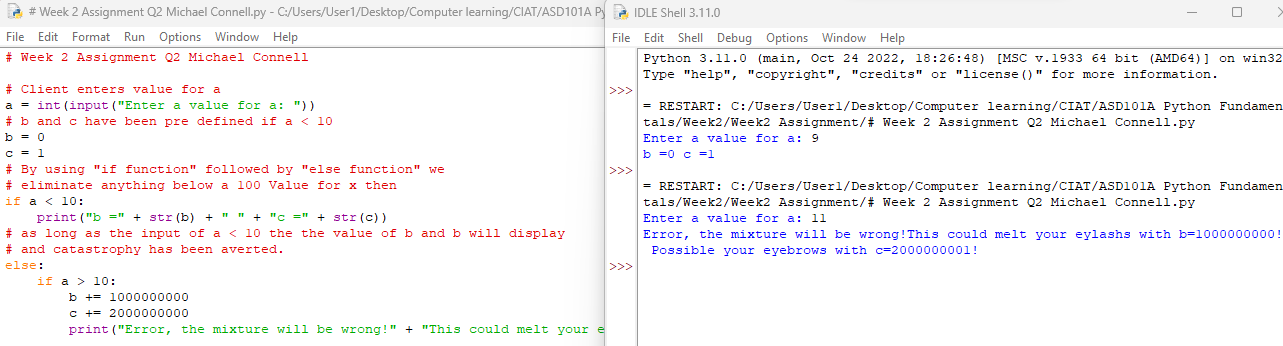 # Week 2 Assignment Q2 Michael Connell.py - C:/Users/User1/Desktop/Computer learning/CIAT/ASD101A Py
File Edit Format Run Options Window Help
# Week 2 Assignment Q2 Michael Connell
# Client enters value for a
a = int(input("Enter a value for a: "))
# b and c have been pre defined if a < 10
b = 0
c = 1
# By using "if function" followed by "else function" we
# eliminate anything below a 100 Value for x then
if a < 10:
    print("b =" + str(b) + " " + "c =" + str(c))
# as long as the input of a < 10 the the value of b and b will display
# and catastrophy has been averted.
else:
    if a > 10:
        b += 1000000000
        c += 2000000000
        print("Error, the mixture will be wrong!" + "This could melt your e
IDLE Shell 3.11.0
File Edit Shell Debug Options Window Help
Python 3.11.0 (main, Oct 24 2022, 18:26:48) [MSC v.1933 64 bit (AMD64)] on win32
Type "help", "copyright", "credits" or "license()" for more information.
>>>
= RESTART: C:/Users/User1/Desktop/Computer learning/CIAT/ASD101A Python Fundamen
tals/Week2/Week2 Assignment/# Week 2 Assignment Q2 Michael Connell.py
Enter a value for a: 9
b =0 c =1
>>>
= RESTART: C:/Users/User1/Desktop/Computer learning/CIAT/ASD101A Python Fundamen
tals/Week2/Week2 Assignment/# Week 2 Assignment Q2 Michael Connell.py
Enter a value for a: 11
Error, the mixture will be wrong!This could melt your eylashs with b=1000000000!
 Possible your eyebrows with c=2000000001!
>>>